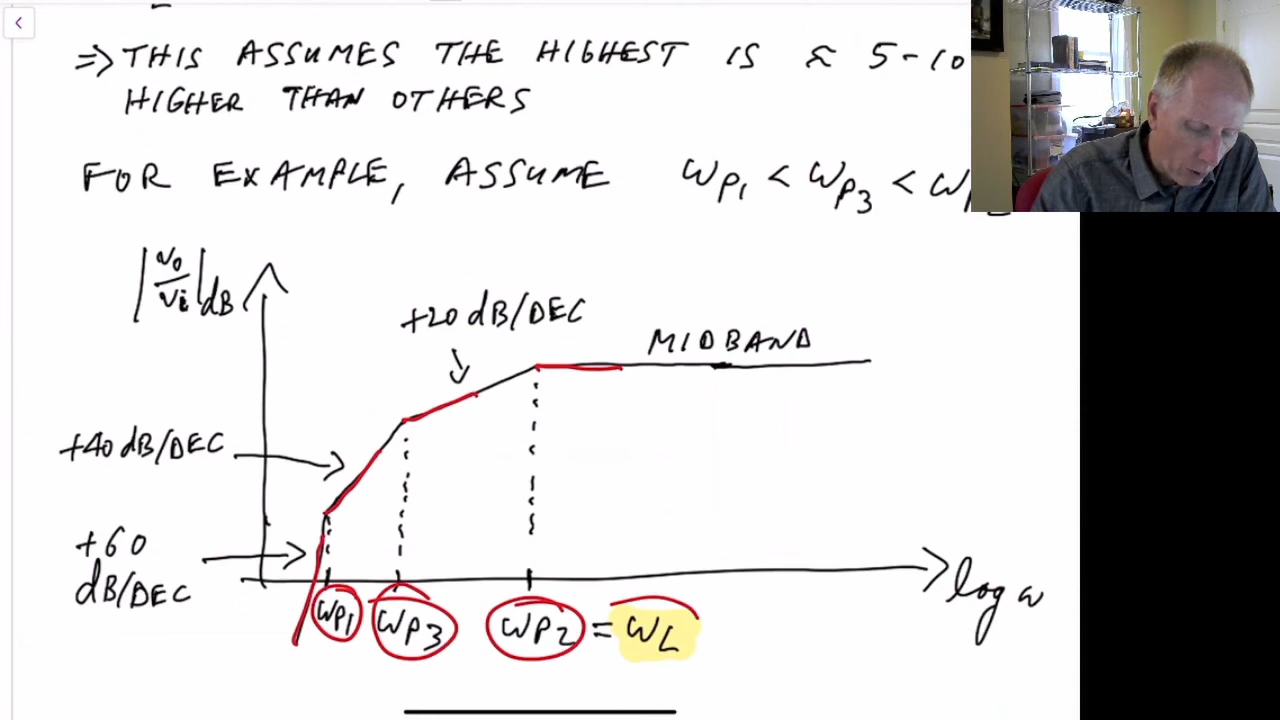 ⇒ THIS ASSUMES THE HIGHEST IS ≈ 5-10
HIGHER THAN OTHERS
FOR EXAMPLE, ASSUME ωP1 < ωP3 < ω
|vo/vi|dB
+20 dB/DEC
MIDBAND
+40 dB/DEC
+60
dB/DEC
log ω
ωP1 ωP3 ωP2 = ωL